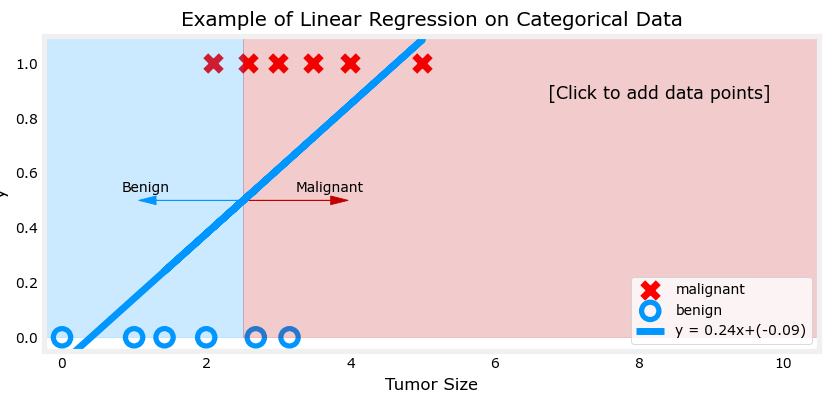 Example of Linear Regression on Categorical Data
1.0
[Click to add data points]
0.8
0.6
y
Benign
Malignant
0.4
0.2
malignant
benign
y = 0.24x+(-0.09)
0.0
0
2
4
6
8
10
Tumor Size